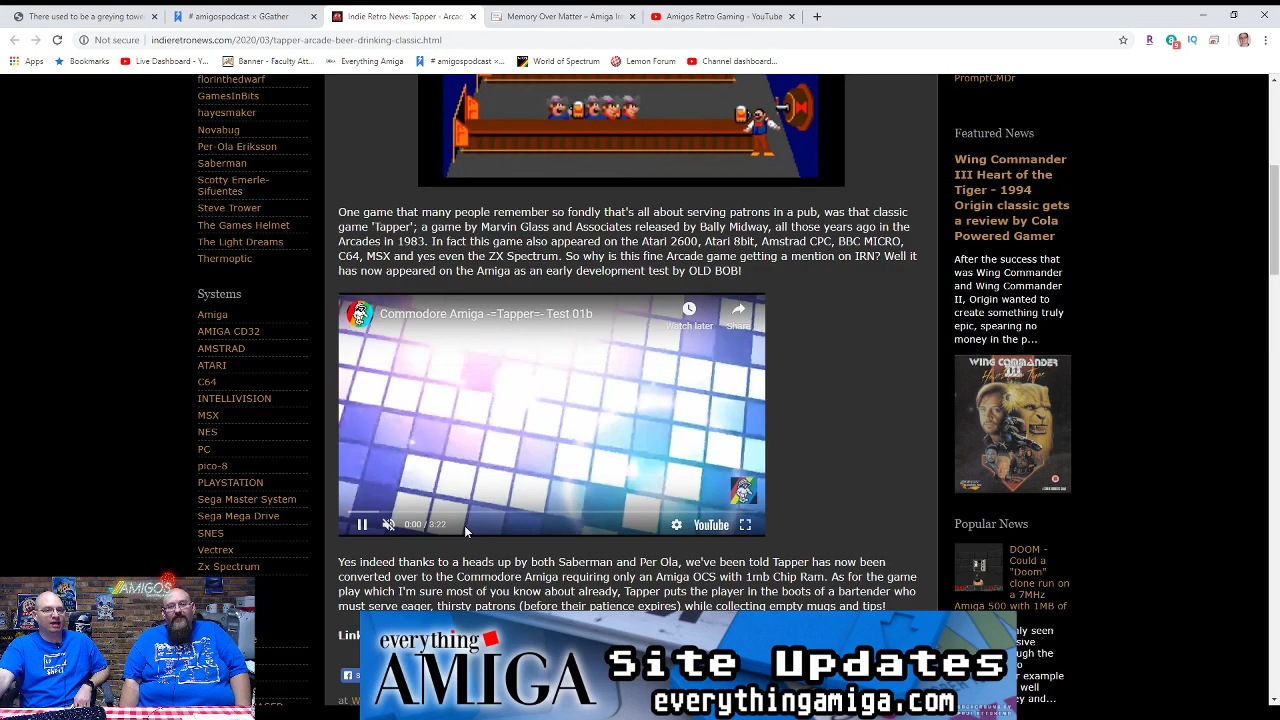 There used to be a greying towe
# amigospodcast × GGather
Indie Retro News: Tapper - Arcad
Memory Over Matter – Amiga In
Amigos Retro Gaming - YouTube
Not secure
indieretronews.com/2020/03/tapper-arcade-beer-drinking-classic.html
Apps
Bookmarks
Live Dashboard - Y...
Banner - Faculty Att...
Everything Amiga
# amigospodcast ×...
World of Spectrum
Lemon Forum
Channel dashboard...
florinthedwarf
GamesInBits
hayesmaker
Novabug
Per-Ola Eriksson
Saberman
Scotty Emerle-
Sifuentes
Steve Trower
The Games Helmet
The Light Dreams
Thermoptic
Systems
Amiga
AMIGA CD32
AMSTRAD
ATARI
C64
INTELLIVISION
MSX
NES
PC
pico-8
PLAYSTATION
Sega Master System
Sega Mega Drive
SNES
Vectrex
Zx Spectrum
One game that many people remember so fondly that's all about serving patrons in a pub, was that classic
game 'Tapper'; a game by Marvin Glass and Associates released by Bally Midway, all those years ago in the
Arcades in 1983. In fact this game also appeared on the Atari 2600, Atari 8bit, Amstrad CPC, BBC MICRO,
C64, MSX and yes even the ZX Spectrum. So why is this fine Arcade game getting a mention on IRN? Well it
has now appeared on the Amiga as an early development test by OLD BOB!
Commodore Amiga -=Tapper=- Test 01b
Watch later
Share
0:00 / 3:22
YouTube
Yes indeed thanks to a heads up by both Saberman and Per Ola, we've been told Tapper has now been
converted over to the Commodore Amiga requiring only an Amiga OCS with 1mb Chip Ram. As for the game
play which I'm sure most of you know about already, Tapper puts the player in the boots of a bartender who
must serve eager, thirsty patrons (before their patience expires) while collecting empty mugs and tips!
Link
PromptCMDr
Featured News
Wing Commander
III Heart of the
Tiger - 1994
Origin classic gets
a review by Cola
Powered Gamer
After the success that
was Wing Commander
and Wing Commander
II, Origin wanted to
create something truly
epic, spearing no
money in the p...
WING COMMANDER
III
Popular News
DOOM -
Could a
"Doom"
clone run on
a 7MHz
Amiga 500 with 1MB of
everything
AMIGA
Site Updates
everythingamiga.com
AMIGOS